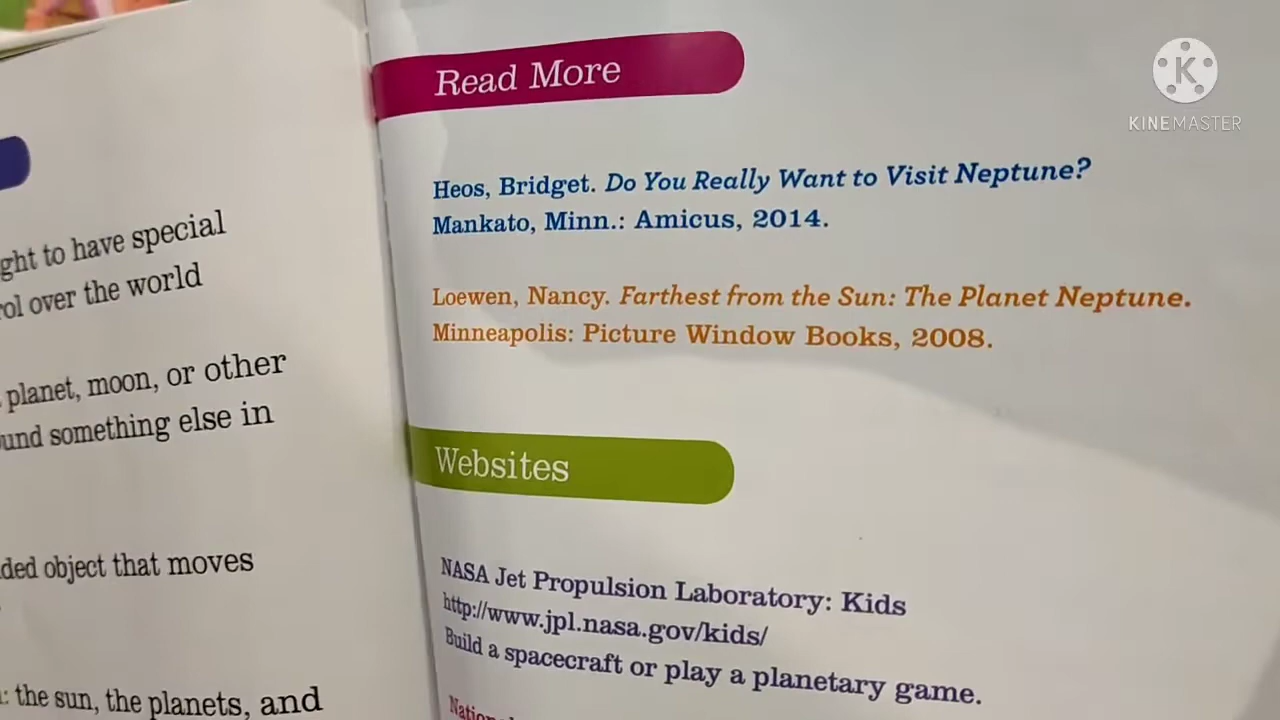 ght to have special
rol over the world
planet, moon, or other
und something else in
ded object that moves
: the sun, the planets, and
Read More
Heos, Bridget. Do You Really Want to Visit Neptune?
Mankato, Minn.: Amicus, 2014.
Loewen, Nancy. Farthest from the Sun: The Planet Neptune.
Minneapolis: Picture Window Books, 2008.
Websites
NASA Jet Propulsion Laboratory: Kids
http://www.jpl.nasa.gov/kids/
Build a spacecraft or play a planetary game.
K
KINEMASTER